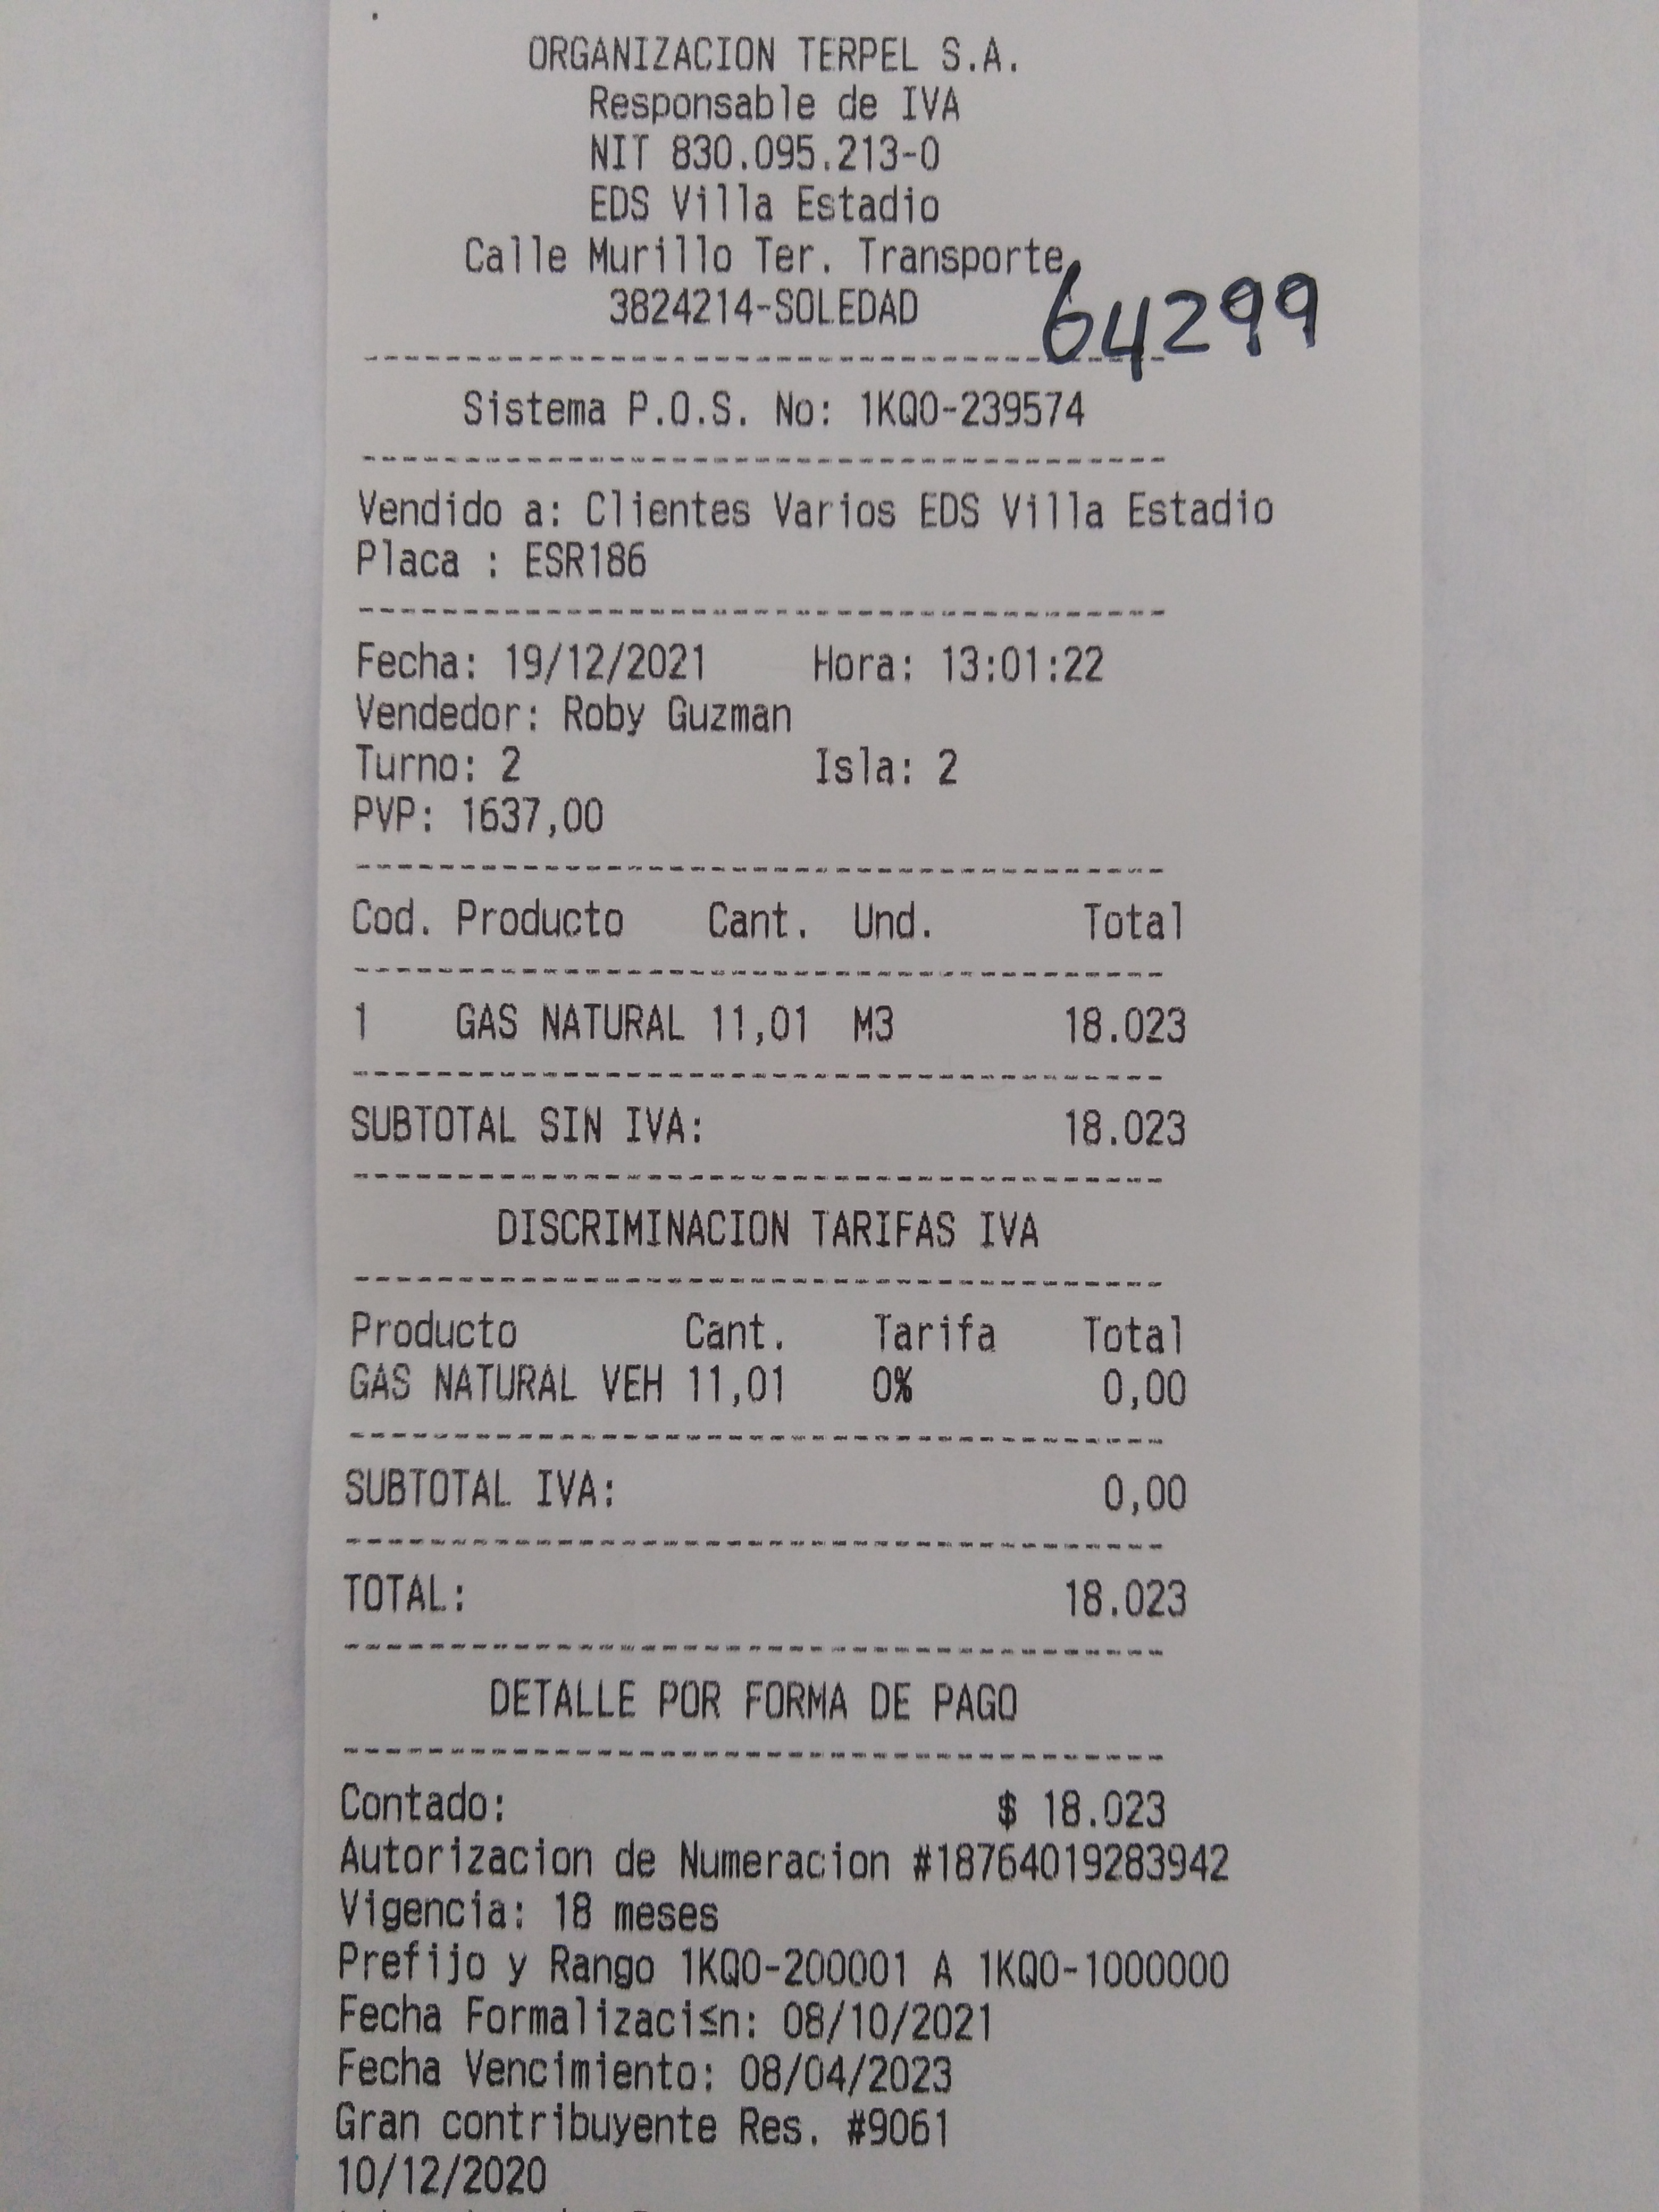 ORGANIZACION TERPEL S.A.
Responsable de IVA
NIT 830.095.213-0
EDS Villa Estadio
Calle Murillo Ter. Transporte
3824214-SOLEDAD
64299
Sistema P.O.S. No: 1KQ0-239574
Vendido a: Clientes Varios EDS Villa Estadio
Placa : ESR186
Fecha: 19/12/2021 Hora: 13:01:22
Vendedor: Roby Guzman
Turno: 2 Isla: 2
PVP: 1637,00
Cod. Producto Cant. Und. Total
1 GAS NATURAL 11,01 M3 18.023
SUBTOTAL SIN IVA: 18.023
DISCRIMINACION TARIFAS IVA
Producto Cant. Tarifa Total
GAS NATURAL VEH 11,01 0% 0,00
SUBTOTAL IVA: 0,00
TOTAL: 18.023
DETALLE POR FORMA DE PAGO
Contado: $ 18.023
Autorizacion de Numeracion #18764019283942
Vigencia: 18 meses
Prefijo y Rango 1KQ0-200001 A 1KQ0-1000000
Fecha Formalizaci≤n: 08/10/2021
Fecha Vencimiento: 08/04/2023
Gran contribuyente Res. #9061
10/12/2020